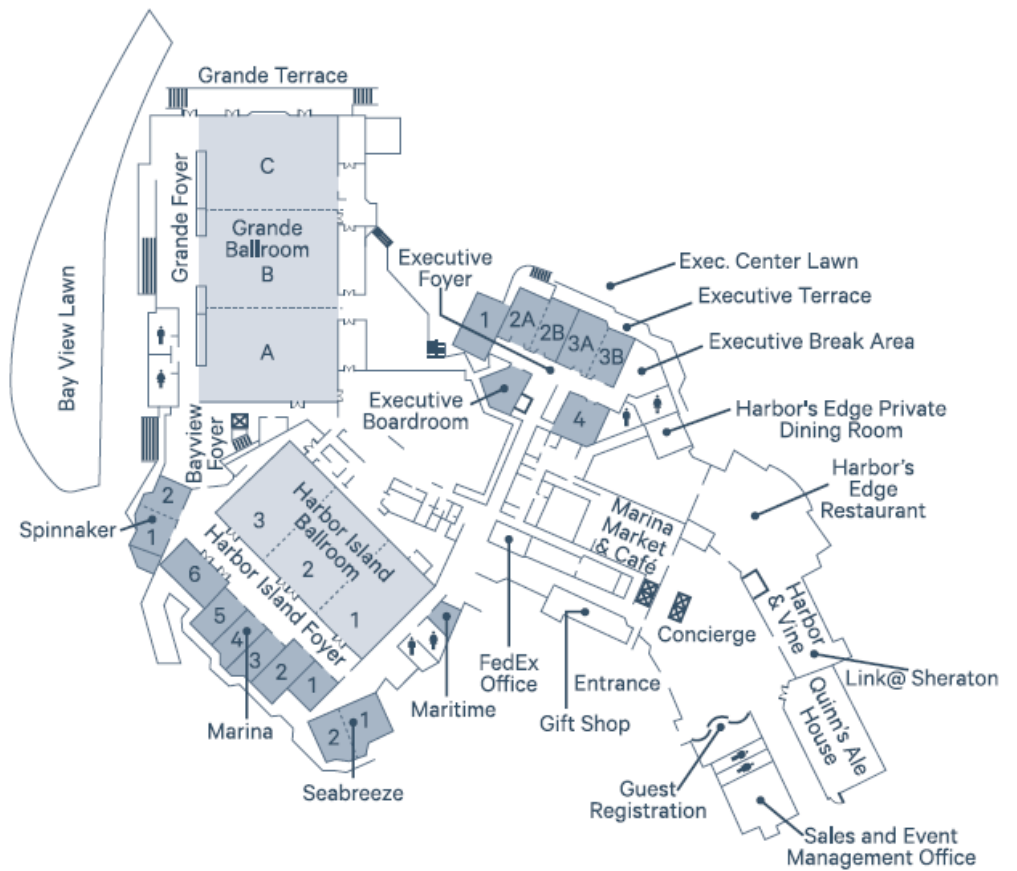 Grande Terrace
C
Grande Foyer
Grande
Ballroom
B
A
Bay View Lawn
Executive
Foyer
Exec. Center Lawn
Executive Terrace
1
2A
2B
3A
3B
Executive Break Area
Executive
Boardroom
4
Harbor's Edge Private
Dining Room
Bayview
Foyer
Harbor's
Edge
Restaurant
2
1
Spinnaker
Harbor Island
Ballroom
3
2
1
Marina
Market
& Café
Harbor Island Foyer
6
5
4
3
2
1
Marina
Maritime
FedEx
Office
Entrance
Gift Shop
Concierge
Harbor
& Vine
Link@ Sheraton
1
2
Seabreeze
Quinn's Ale
House
Guest
Registration
Sales and Event
Management Office